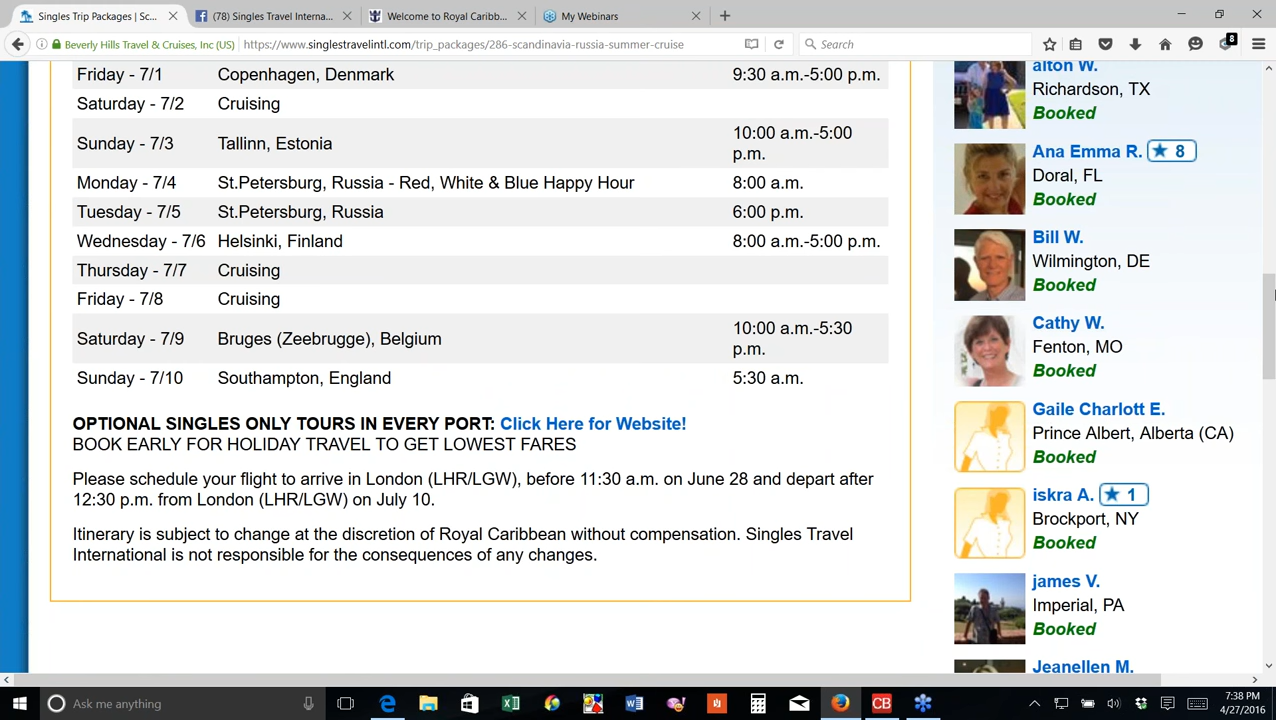 Singles Trip Packages | Sc...
(78) Singles Travel Interna...
Welcome to Royal Caribb...
My Webinars
Beverly Hills Travel & Cruises, Inc (US)
https://www.singlestravelintl.com/trip_packages/286-scandinavia-russia-summer-cruise
Search
8
Friday - 7/1 Copenhagen, Denmark 9:30 a.m.-5:00 p.m.
Saturday - 7/2 Cruising
Sunday - 7/3 Tallinn, Estonia 10:00 a.m.-5:00
p.m.
Monday - 7/4 St.Petersburg, Russia - Red, White & Blue Happy Hour 8:00 a.m.
Tuesday - 7/5 St.Petersburg, Russia 6:00 p.m.
Wednesday - 7/6 Helsinki, Finland 8:00 a.m.-5:00 p.m.
Thursday - 7/7 Cruising
Friday - 7/8 Cruising
Saturday - 7/9 Bruges (Zeebrugge), Belgium 10:00 a.m.-5:30
p.m.
Sunday - 7/10 Southampton, England 5:30 a.m.
OPTIONAL SINGLES ONLY TOURS IN EVERY PORT: Click Here for Website!
BOOK EARLY FOR HOLIDAY TRAVEL TO GET LOWEST FARES
Please schedule your flight to arrive in London (LHR/LGW), before 11:30 a.m. on June 28 and depart after
12:30 p.m. from London (LHR/LGW) on July 10.
Itinerary is subject to change at the discretion of Royal Caribbean without compensation. Singles Travel
International is not responsible for the consequences of any changes.
alton W.
Richardson, TX
Booked
Ana Emma R. 8
Doral, FL
Booked
Bill W.
Wilmington, DE
Booked
Cathy W.
Fenton, MO
Booked
Gaile Charlott E.
Prince Albert, Alberta (CA)
Booked
iskra A. 1
Brockport, NY
Booked
james V.
Imperial, PA
Booked
Jeanellen M.
Ask me anything
CB
7:38 PM
4/27/2016